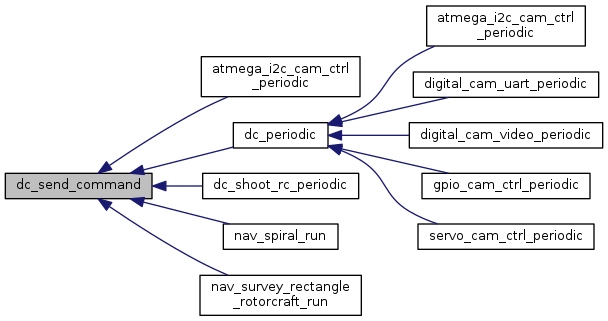 atmega_i2c_cam_ctrl
_periodic
atmega_i2c_cam_ctrl
_periodic
digital_cam_uart_periodic
dc_periodic
digital_cam_video_periodic
dc_send_command
dc_shoot_rc_periodic
gpio_cam_ctrl_periodic
nav_spiral_run
servo_cam_ctrl_periodic
nav_survey_rectangle
_rotorcraft_run